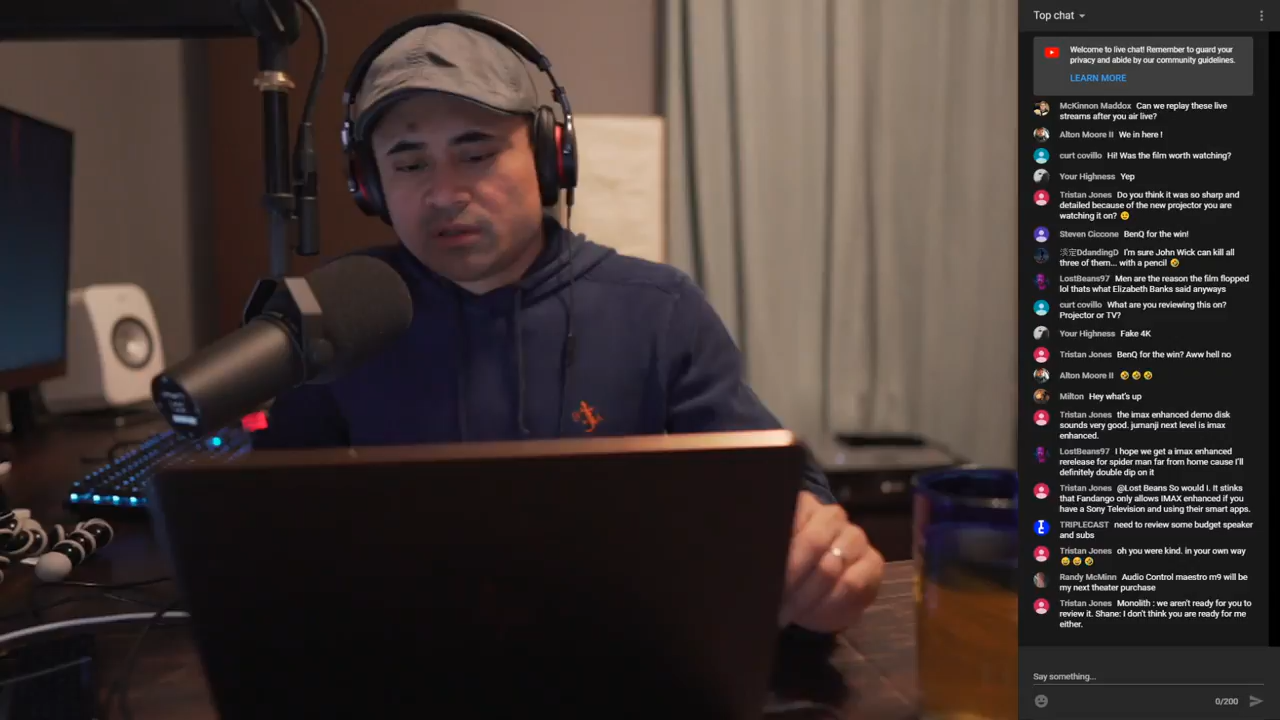 Top chat
Welcome to live chat! Remember to guard your
privacy and abide by our community guidelines.
LEARN MORE
McKinnon Maddox Can we replay these live
streams after you air live?
Alton Moore II We in here !
curt covillo Hi! Was the film worth watching?
Your Highness Yep
Tristan Jones Do you think it was so sharp and
detailed because of the new projector you are
watching it on? 😉
Steven Ciccone BenQ for the win!
淡定DdandingD I'm sure John Wick can kill all
three of them... with a pencil 🤣
LostBeans97 Men are the reason the film flopped
lol thats what Elizabeth Banks said anyways
curt covillo What are you reviewing this on?
Projector or TV?
Your Highness Fake 4K
Tristan Jones BenQ for the win? Aww hell no
Alton Moore II 🤣 🤣 🤣
Milton Hey what's up
Tristan Jones the imax enhanced demo disk
sounds very good. jumanji next level is imax
enhanced.
LostBeans97 I hope we get a imax enhanced
rerelease for spider man far from home cause I'll
definitely double dip on it
Tristan Jones @Lost Beans So would I. It stinks
that Fandango only allows IMAX enhanced if you
have a Sony Television and using their smart apps.
TRIPLECAST need to review some budget speaker
and subs
Tristan Jones oh you were kind. in your own way
😅 😅 🤣
Randy McMinn Audio Control maestro m9 will be
my next theater purchase
Tristan Jones Monolith : we aren't ready for you to
review it. Shane: I don't think you are ready for me
either.
Say something...
0/200